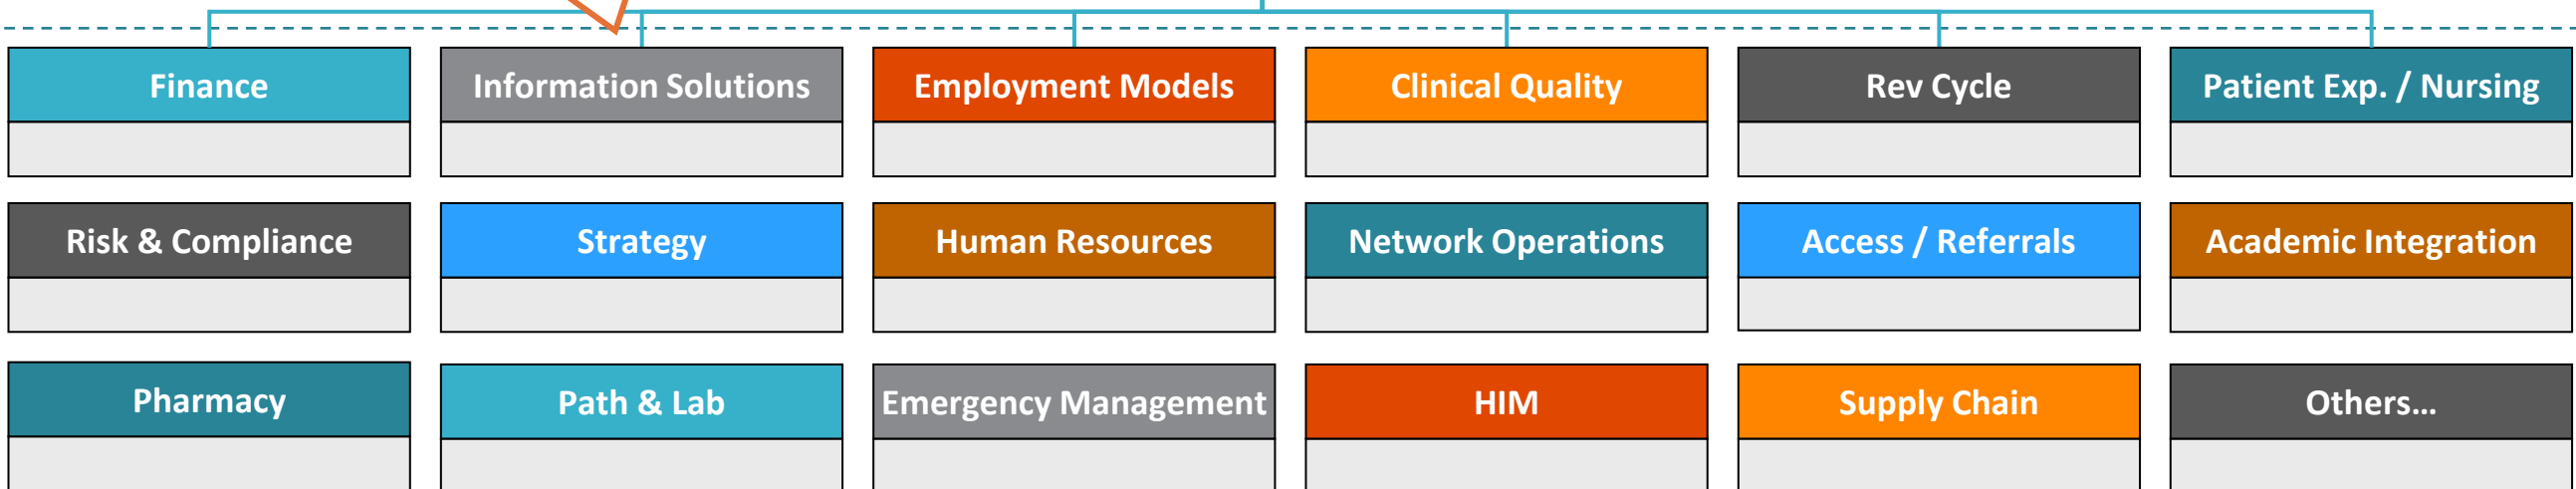 Finance
Information Solutions
Employment Models
Clinical Quality
Rev Cycle
Patient Exp. / Nursing
Risk & Compliance
Strategy
Human Resources
Network Operations
Access / Referrals
Academic Integration
Pharmacy
Path & Lab
Emergency Management
HIM
Supply Chain
Others...